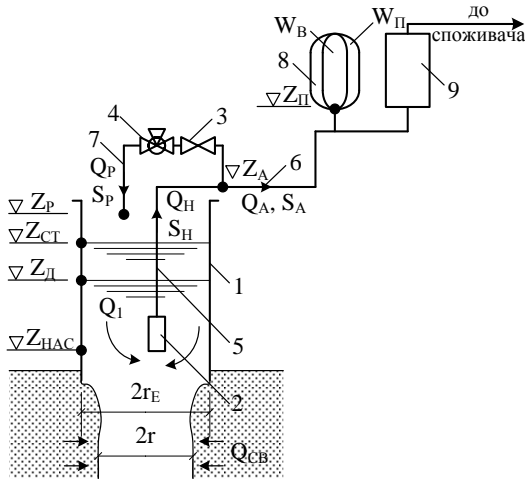 до
споживача
W_В
W_П
8
9
Z_П
4
3
7
Z_А
6
Q_Р
S_Р
Q_Н
Q_А, S_А
Z_Р
S_Н
Z_СТ
Z_Д
1
Q_1
5
Z_НАС
2r_Е
2
2r
Q_СВ